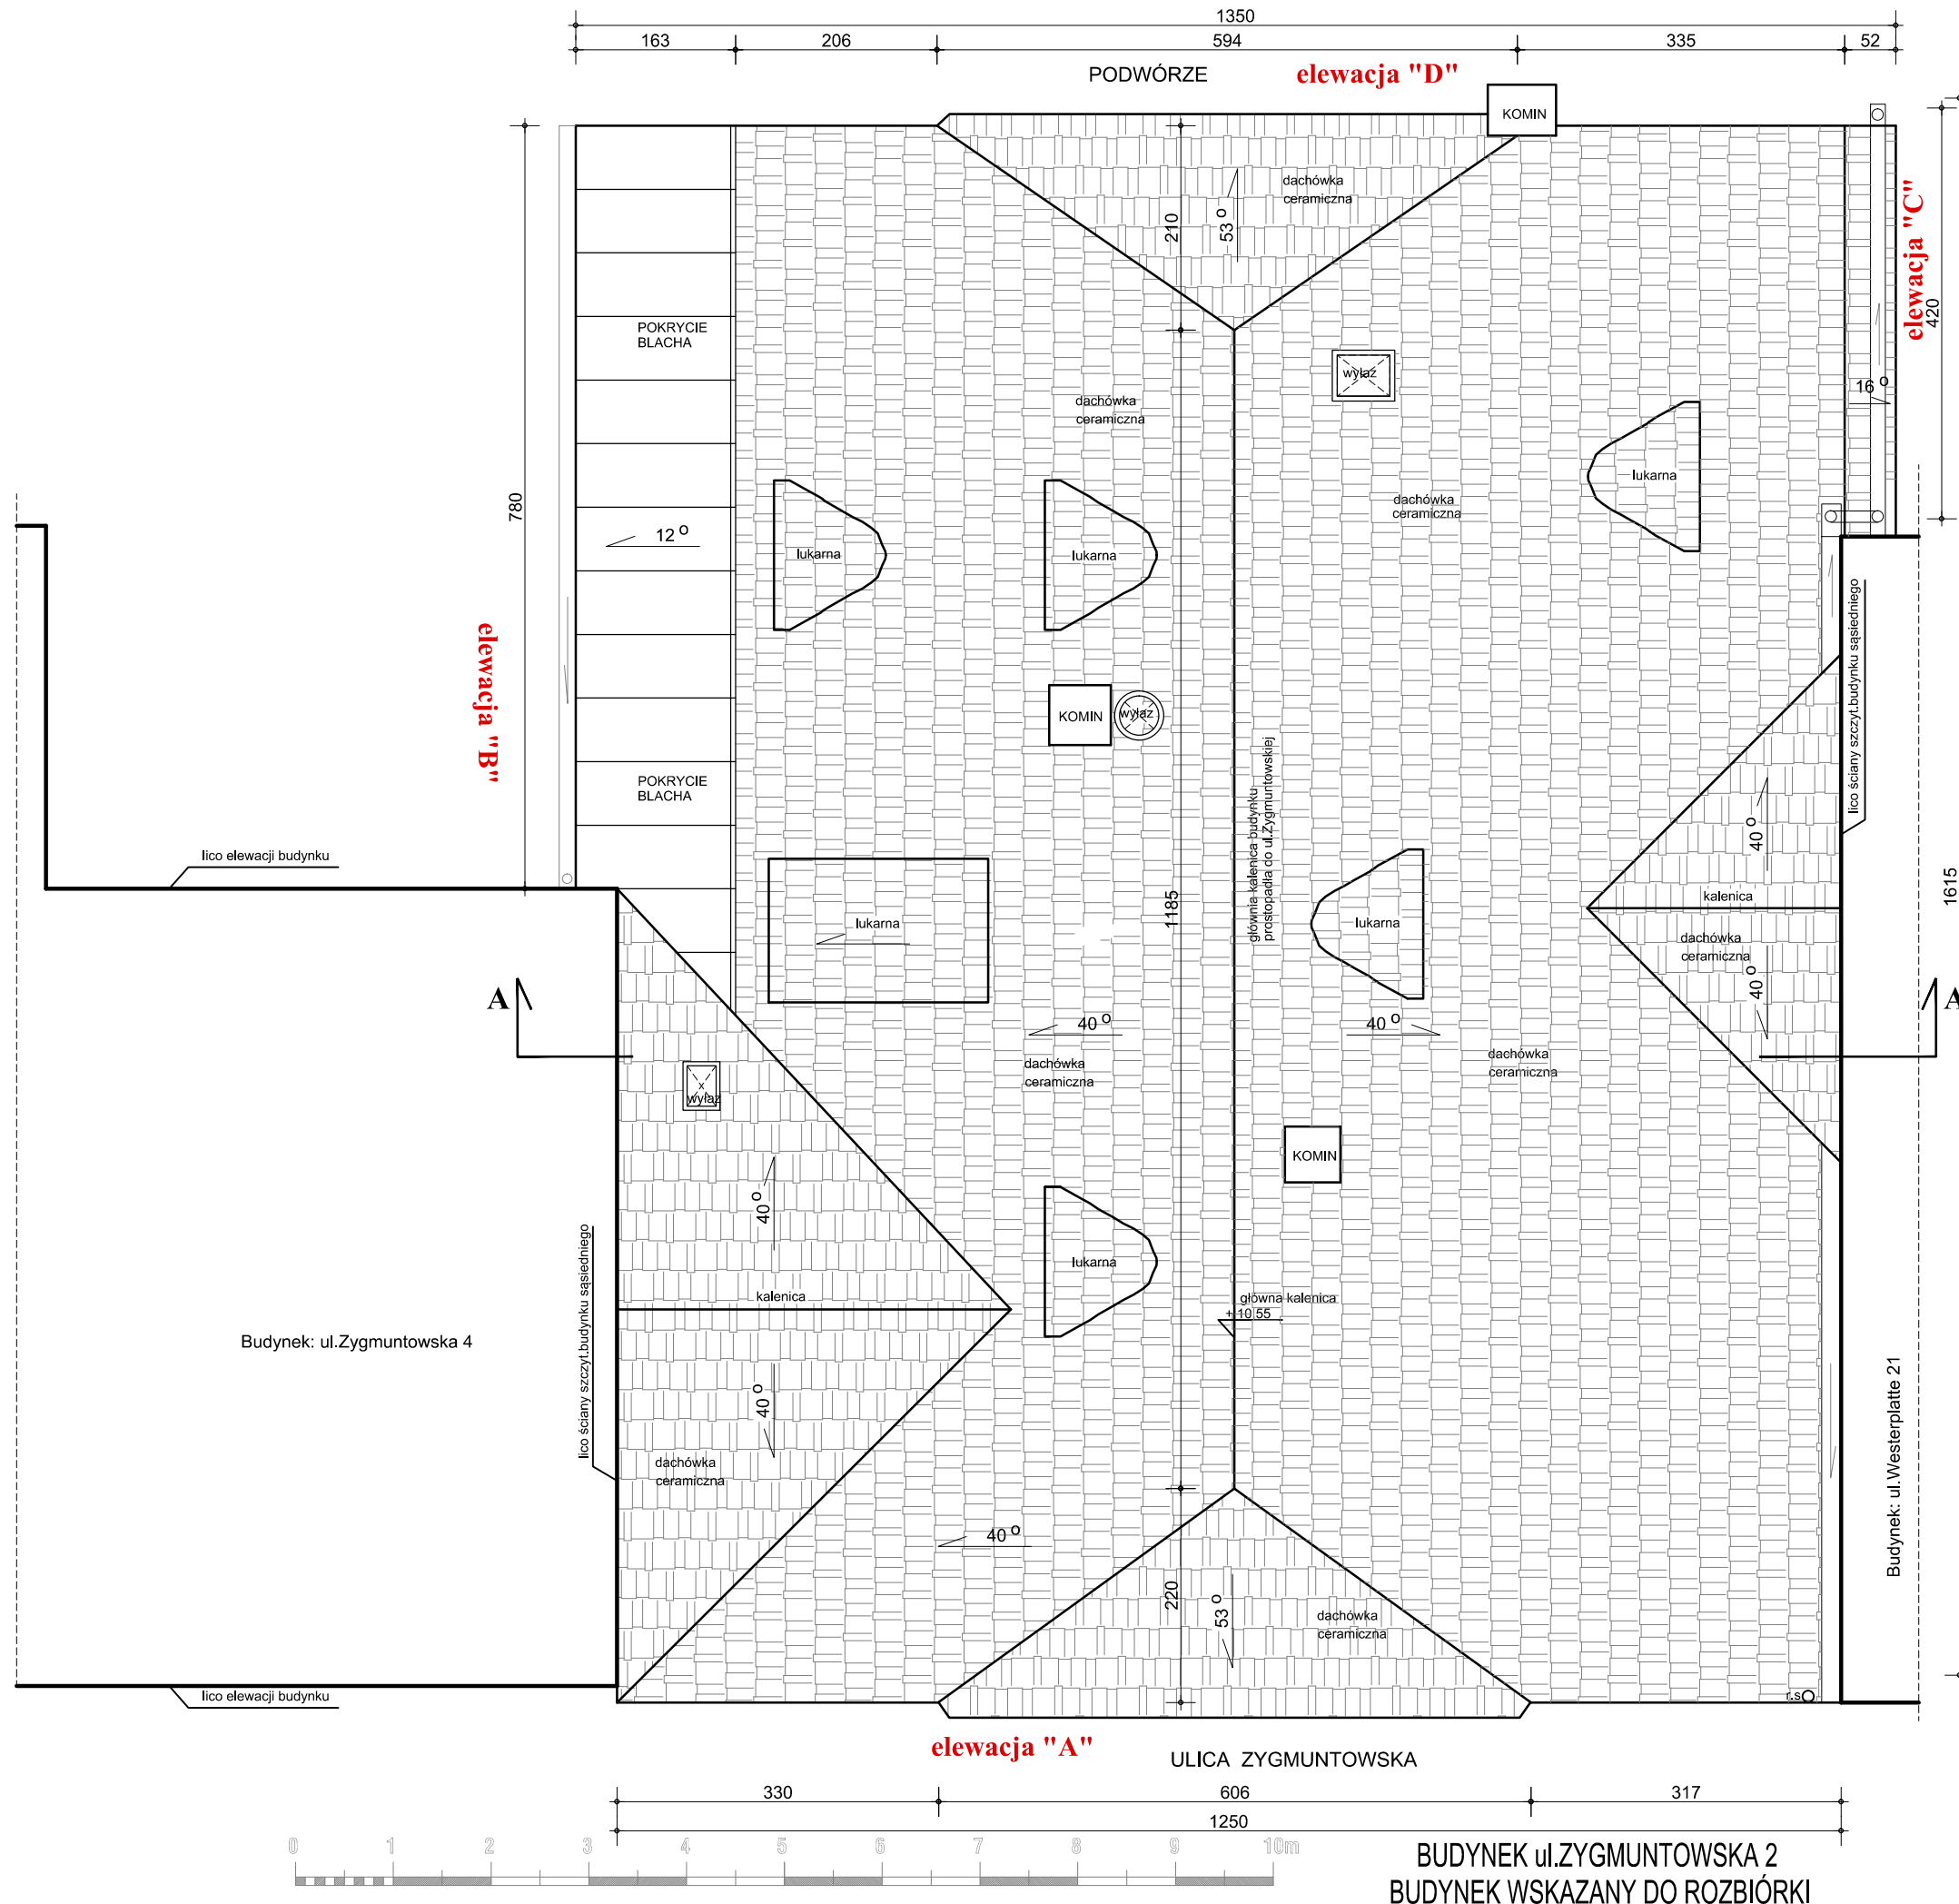 1350
163
206
594
335
52
PODWÓRZE
elewacja "D"
KOMIN
dachówka
ceramiczna
210
53 o
elewacja "C"
420
POKRYCIE
BLACHA
wyłaz
16 o
dachówka
ceramiczna
lukarna
780
dachówka
ceramiczna
12 o
lukarna
lukarna
lico ściany szczyt.budynku sąsiedniego
elewacja "B"
KOMIN
wyłaz
POKRYCIE
BLACHA
główna kalenica budynku
prostopadła do ul.Zygmuntowskiej
40 o
lico elewacji budynku
kalenica
1615
lukarna
1185
lukarna
dachówka
ceramiczna
40 o
A
A
40 o
40 o
dachówka
ceramiczna
dachówka
ceramiczna
x
wyłaz
KOMIN
40 o
lukarna
kalenica
główna kalenica
+ 10,55
lico ściany szczyt.budynku sąsiedniego
Budynek: ul.Zygmuntowska 4
40 o
Budynek: ul.Westerplatte 21
dachówka
ceramiczna
40 o
220
53 o
dachówka
ceramiczna
lico elewacji budynku
r.s
elewacja "A"
ULICA ZYGMUNTOWSKA
330
606
317
1250
0 1 2 3 4 5 6 7 8 9 10m
BUDYNEK ul.ZYGMUNTOWSKA 2
BUDYNEK WSKAZANY DO ROZBIÓRKI